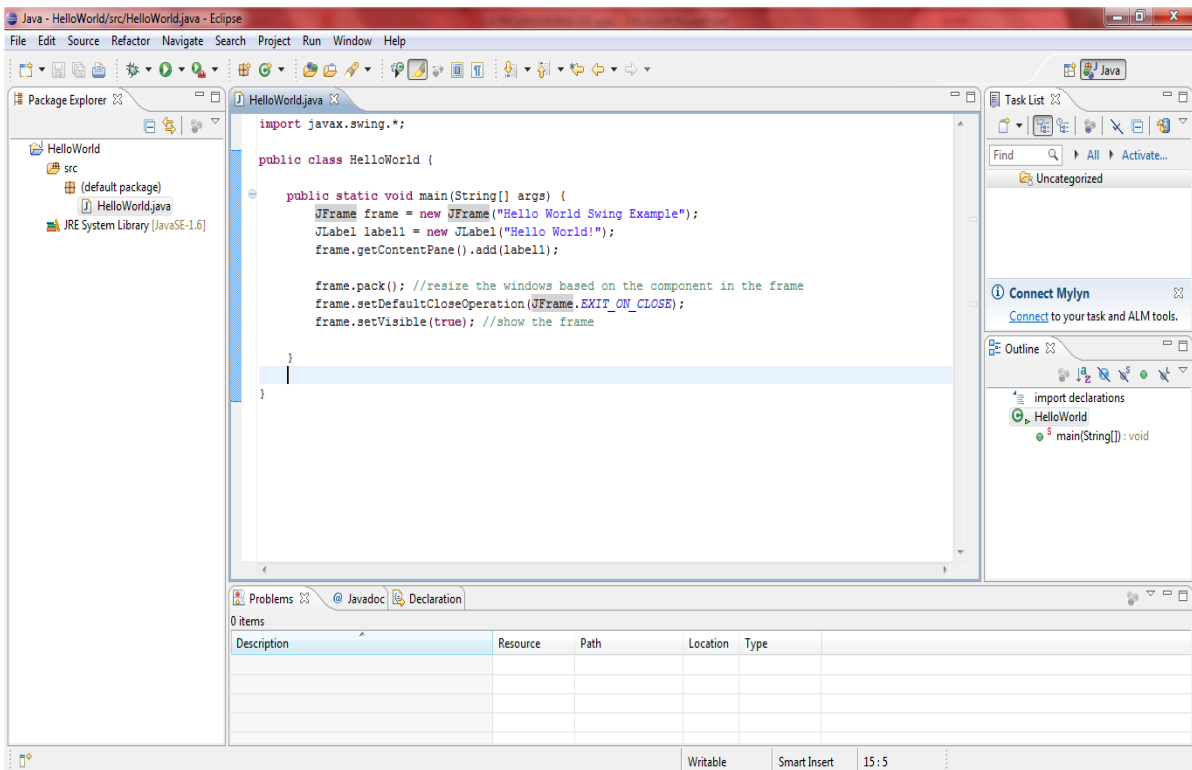 Java - HelloWorld/src/HelloWorld.java - Eclipse
File Edit Source Refactor Navigate Search Project Run Window Help
Java
Package Explorer
HelloWorld
src
(default package)
HelloWorld.java
JRE System Library [JavaSE-1.6]
HelloWorld.java
import javax.swing.*;
public class HelloWorld {
public static void main(String[] args) {
JFrame frame = new JFrame("Hello World Swing Example");
JLabel label1 = new JLabel("Hello World!");
frame.getContentPane().add(label1);
frame.pack(); //resize the windows based on the component in the frame
frame.setDefaultCloseOperation(JFrame.EXIT_ON_CLOSE);
frame.setVisible(true); //show the frame
}
}
Task List
Find All Activate...
Uncategorized
Connect Mylyn
Connect to your task and ALM tools.
Outline
import declarations
HelloWorld
main(String[]) : void
Problems @ Javadoc Declaration
0 items
Description Resource Path Location Type
Writable Smart Insert 15 : 5